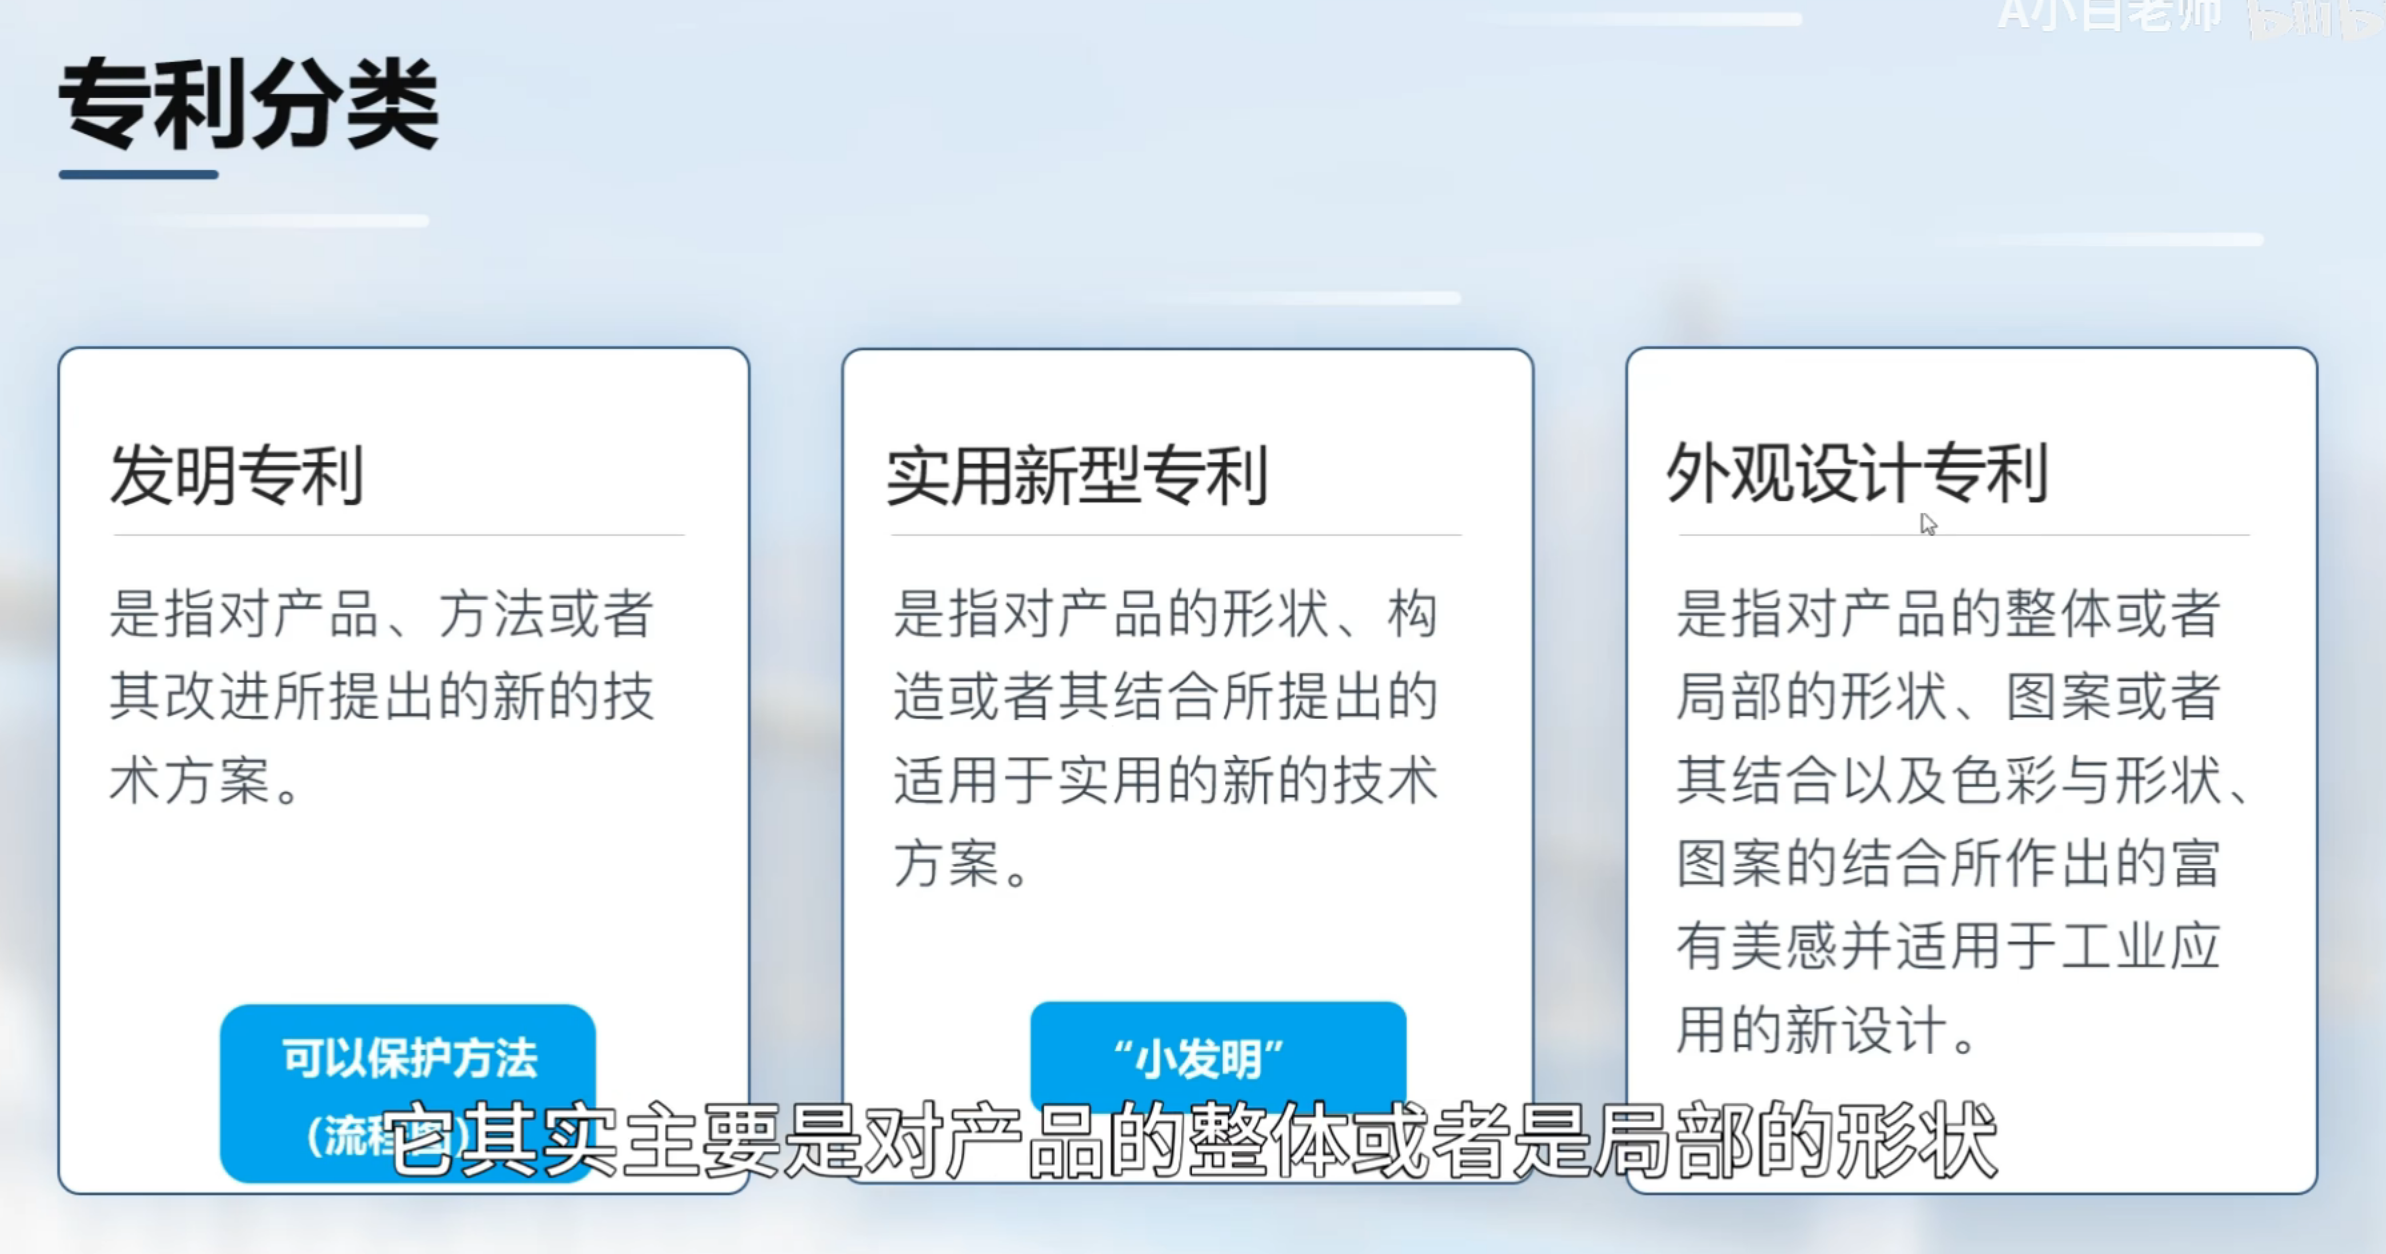 A小白老师 bilibili
专利分类
发明专利
是指对产品、方法或者
其改进所提出的新的技
术方案。
可以保护方法
(流程图)
实用新型专利
是指对产品的形状、构
造或者其结合所提出的
适用于实用的新的技术
方案。
“小发明”
外观设计专利
是指对产品的整体或者
局部的形状、图案或者
其结合以及色彩与形状、
图案的结合所作出的富
有美感并适用于工业应
用的新设计。
它其实主要是对产品的整体或者是局部的形状